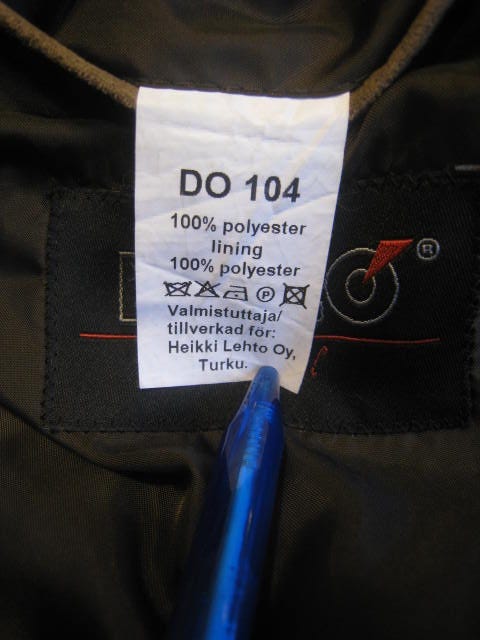 DO 104
100% polyester
lining
100% polyester
P
Valmistuttaja/
tillverkad för:
Heikki Lehto Oy,
Turku.
®